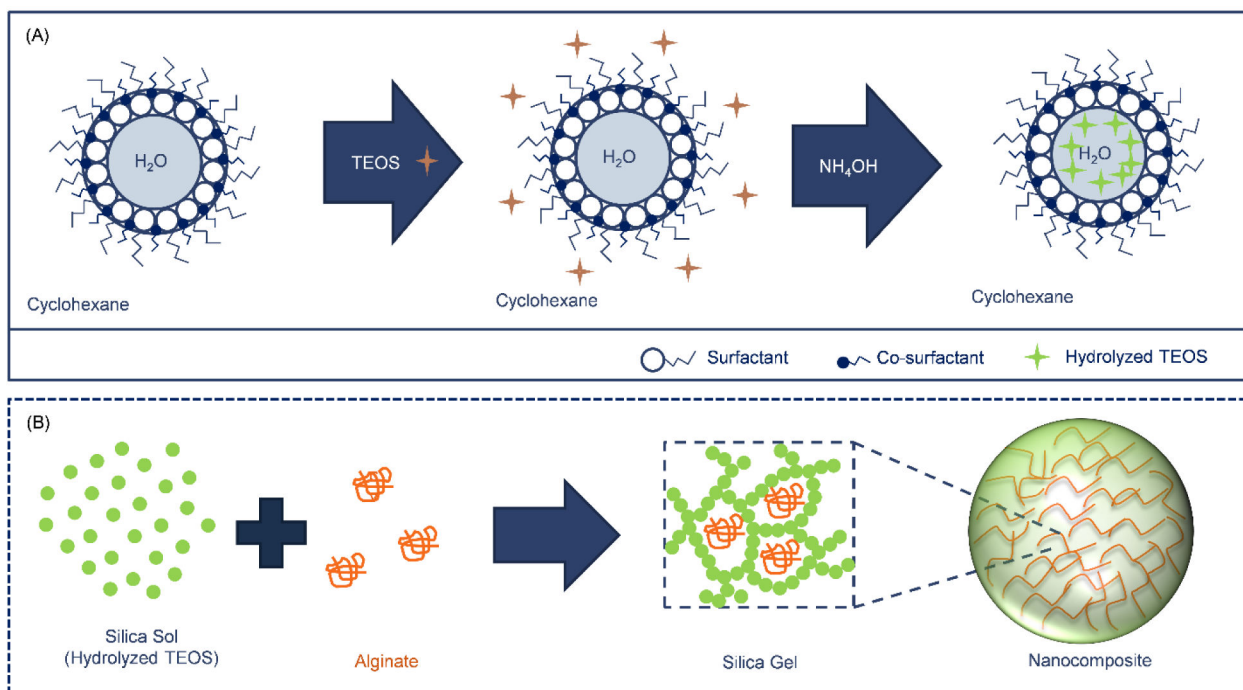 (A)
H₂O
TEOS
H₂O
NH₄OH
H₂O
Cyclohexane
Cyclohexane
Cyclohexane
Surfactant
Co-surfactant
Hydrolyzed TEOS
(B)
Silica Sol
(Hydrolyzed TEOS)
Alginate
Silica Gel
Nanocomposite